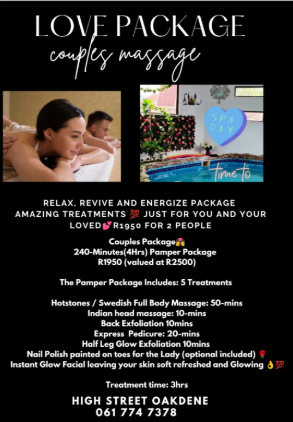 LOVE PACKAGE
couples massage
SPA
DAY
time to
RELAX, REVIVE AND ENERGIZE PACKAGE
AMAZING TREATMENTS 💯 JUST FOR YOU AND YOUR
LOVED💕R1950 FOR 2 PEOPLE
Couples Package💑
240-Minutes(4Hrs) Pamper Package
R1950 (valued at R2500)
The Pamper Package Includes: 5 Treatments
Hotstones / Swedish Full Body Massage: 50-mins
Indian head massage: 10-mins
Back Exfoliation 10mins
Express Pedicure: 20-mins
Half Leg Glow Exfoliation 10mins
Nail Polish painted on toes for the Lady (optional included) 🌹
Instant Glow Facial leaving your skin soft refreshed and Glowing 👌💯
Treatment time: 3hrs
HIGH STREET OAKDENE
061 774 7378